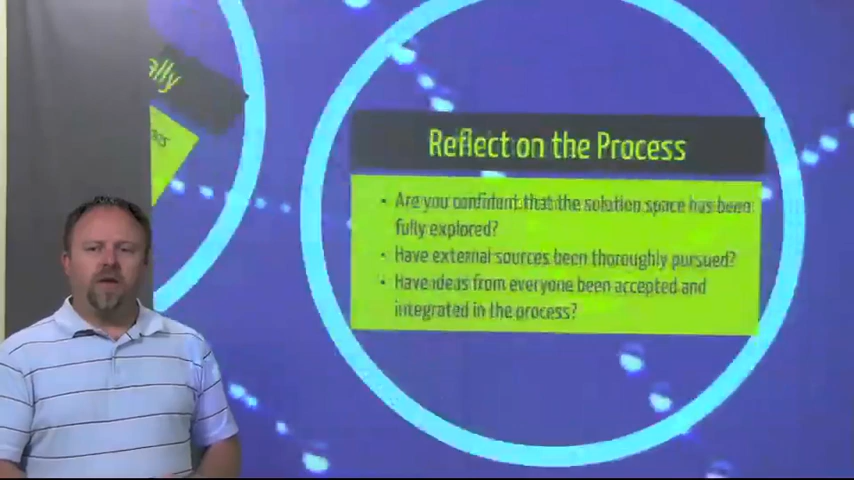 ally
Reflect on the Process
• Are you confident that the solution space has been
fully explored?
• Have external sources been thoroughly pursued?
• Have ideas from everyone been accepted and
integrated in the process?